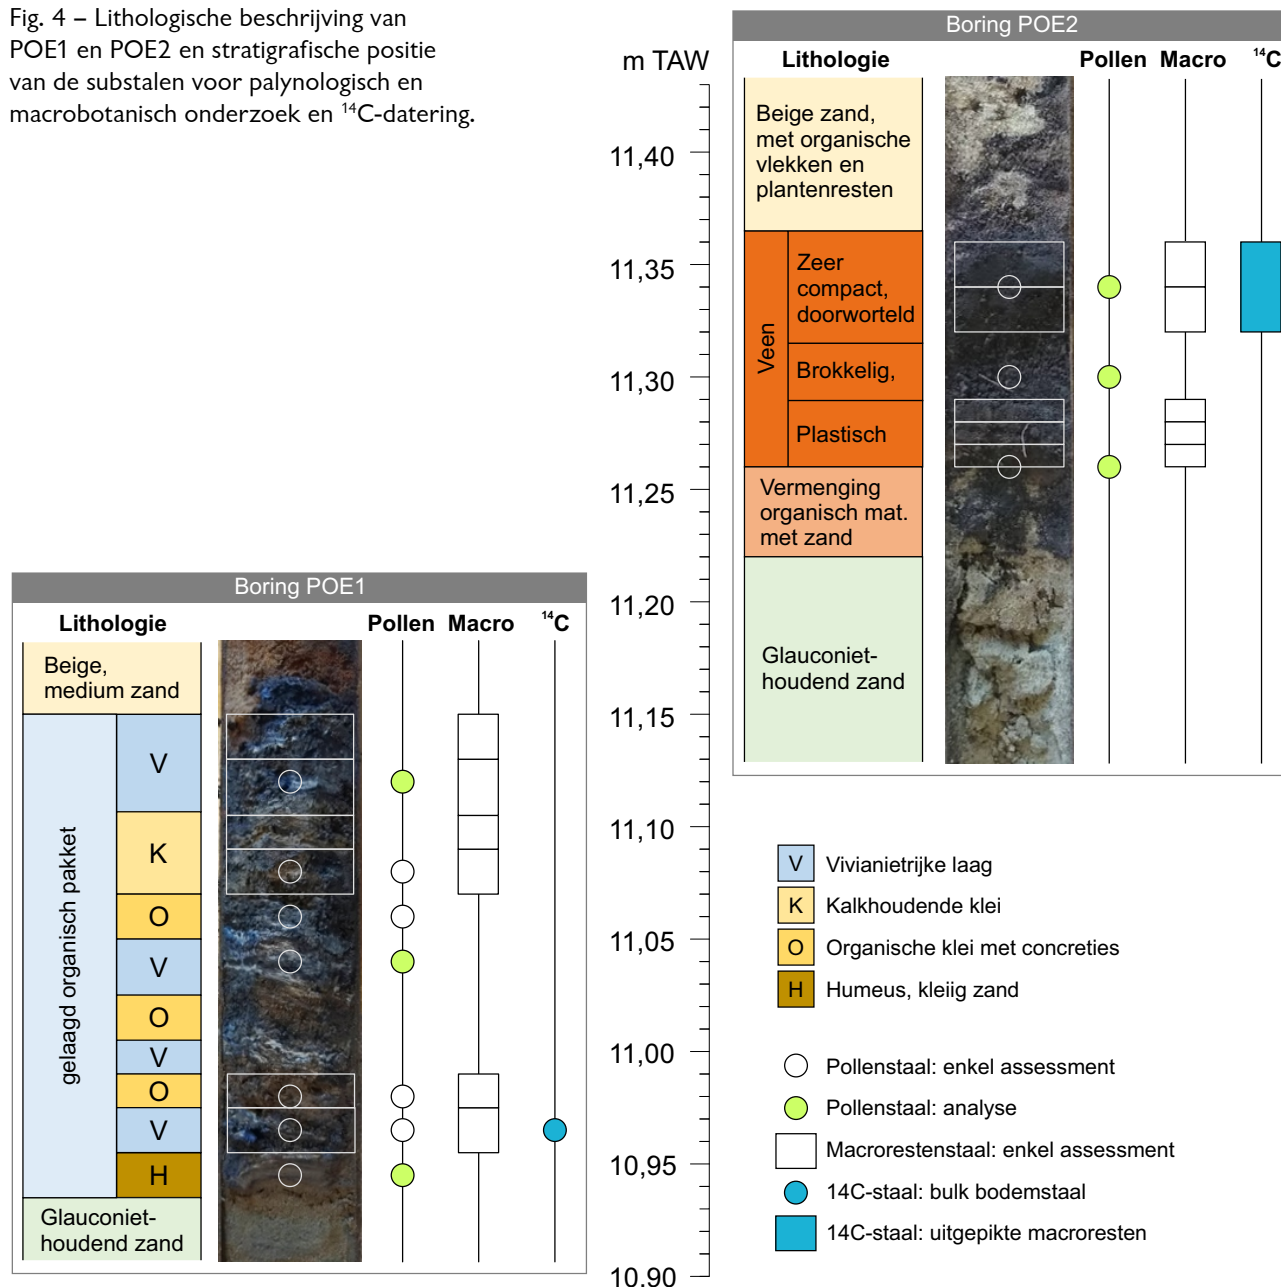 Fig. 4 – Lithologische beschrijving van
POE1 en POE2 en stratigrafische positie
van de substalen voor palynologisch en
macrobotanisch onderzoek en ¹⁴C-datering.
m TAW
11,40
11,35
11,30
11,25
11,20
11,15
11,10
11,05
11,00
10,95
10,90
Boring POE2
Lithologie
Pollen
Macro
¹⁴C
Beige zand,
met organische
vlekken en
plantenresten
Veen
Zeer
compact,
doorworteld
Brokkelig,
Plastisch
Vermenging
organisch mat.
met zand
Glauconiet-
houdend zand
Boring POE1
Lithologie
Pollen
Macro
¹⁴C
Beige,
medium zand
gelaagd organisch pakket
V
K
O
V
O
V
O
V
H
Glauconiet-
houdend zand
V Vivianietrijke laag
K Kalkhoudende klei
O Organische klei met concreties
H Humeus, kleiig zand
Pollenstaal: enkel assessment
Pollenstaal: analyse
Macrorestenstaal: enkel assessment
14C-staal: bulk bodemstaal
14C-staal: uitgepikte macroresten